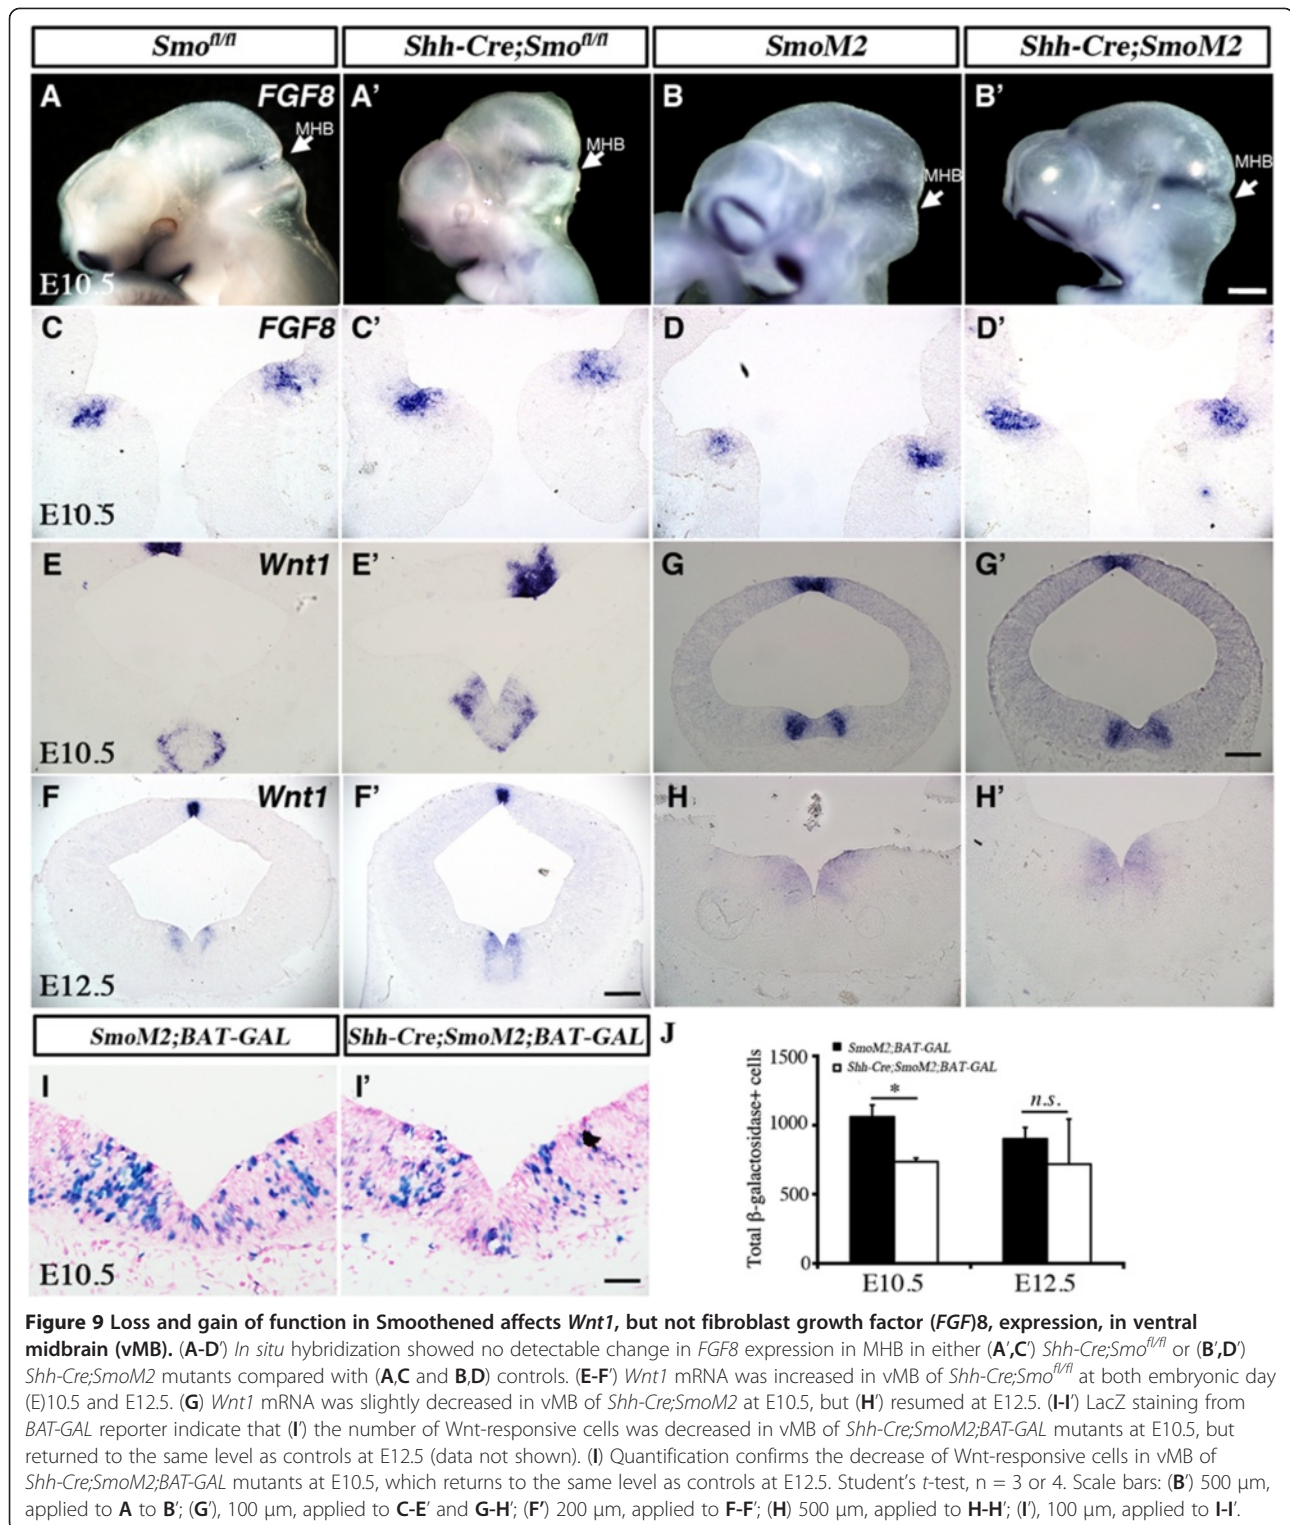 Smo^fl/fl Shh-Cre;Smo^fl/fl SmoM2 Shh-Cre;SmoM2
A FGF8 A' B B'
MHB MHB MHB MHB
E10.5
C FGF8 C' D D'
E10.5
E Wnt1 E' G G'
E10.5
F Wnt1 F' H H'
E12.5
SmoM2;BAT-GAL Shh-Cre;SmoM2;BAT-GAL J
I I'
E10.5
SmoM2;BAT-GAL
Shh-Cre;SmoM2;BAT-GAL
Total β-galactosidase+ cells
1500
1000
500
0
* n.s.
E10.5 E12.5
Figure 9 Loss and gain of function in Smoothened affects Wnt1, but not fibroblast growth factor (FGF)8, expression, in ventral
midbrain (vMB). (A-D′) In situ hybridization showed no detectable change in FGF8 expression in MHB in either (A′,C′) Shh-Cre;Smo^fl/fl or (B′,D′)
Shh-Cre;SmoM2 mutants compared with (A,C and B,D) controls. (E-F′) Wnt1 mRNA was increased in vMB of Shh-Cre;Smo^fl/fl at both embryonic day
(E)10.5 and E12.5. (G) Wnt1 mRNA was slightly decreased in vMB of Shh-Cre;SmoM2 at E10.5, but (H′) resumed at E12.5. (I-I′) LacZ staining from
BAT-GAL reporter indicate that (I′) the number of Wnt-responsive cells was decreased in vMB of Shh-Cre;SmoM2;BAT-GAL mutants at E10.5, but
returned to the same level as controls at E12.5 (data not shown). (I) Quantification confirms the decrease of Wnt-responsive cells in vMB of
Shh-Cre;SmoM2;BAT-GAL mutants at E10.5, which returns to the same level as controls at E12.5. Student's t-test, n = 3 or 4. Scale bars: (B′) 500 μm,
applied to A to B′; (G′), 100 μm, applied to C-E′ and G-H′; (F′) 200 μm, applied to F-F′; (H) 500 μm, applied to H-H′; (I′), 100 μm, applied to I-I′.